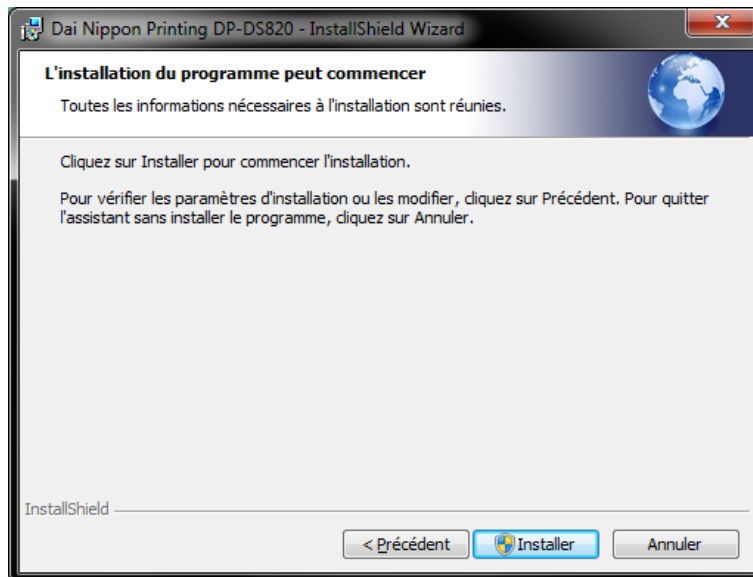 Dai Nippon Printing DP-DS820 - InstallShield Wizard
L'installation du programme peut commencer
Toutes les informations nécessaires à l'installation sont réunies.
Cliquez sur Installer pour commencer l'installation.
Pour vérifier les paramètres d'installation ou les modifier, cliquez sur Précédent. Pour quitter
l'assistant sans installer le programme, cliquez sur Annuler.
InstallShield
< Précédent Installer Annuler